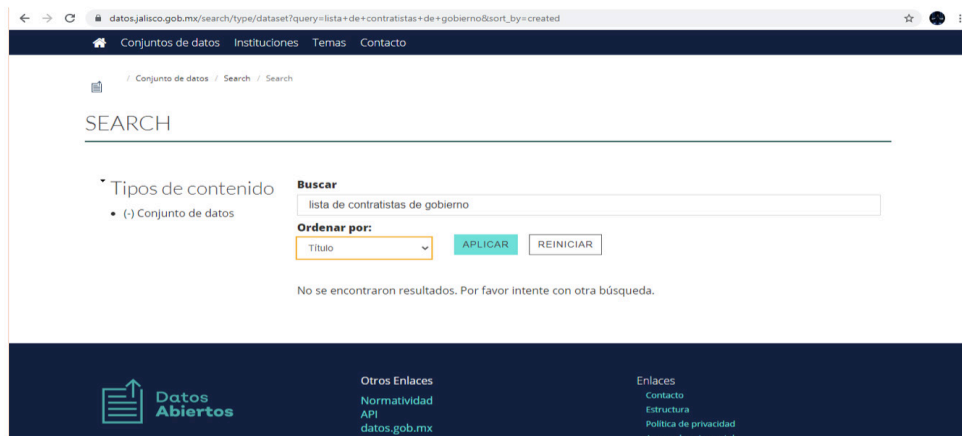 datos.jalisco.gob.mx/search/type/dataset?query=lista+de+contratistas+de+gobierno&sort_by=created
Conjuntos de datos Instituciones Temas Contacto
/ Conjunto de datos / Search / Search
SEARCH
Tipos de contenido
(-) Conjunto de datos
Buscar
lista de contratistas de gobierno
Ordenar por:
Título
APLICAR
REINICIAR
No se encontraron resultados. Por favor intente con otra búsqueda.
Datos
Abiertos
Otros Enlaces
Normatividad
API
datos.gob.mx
Enlaces
Contacto
Estructura
Política de privacidad